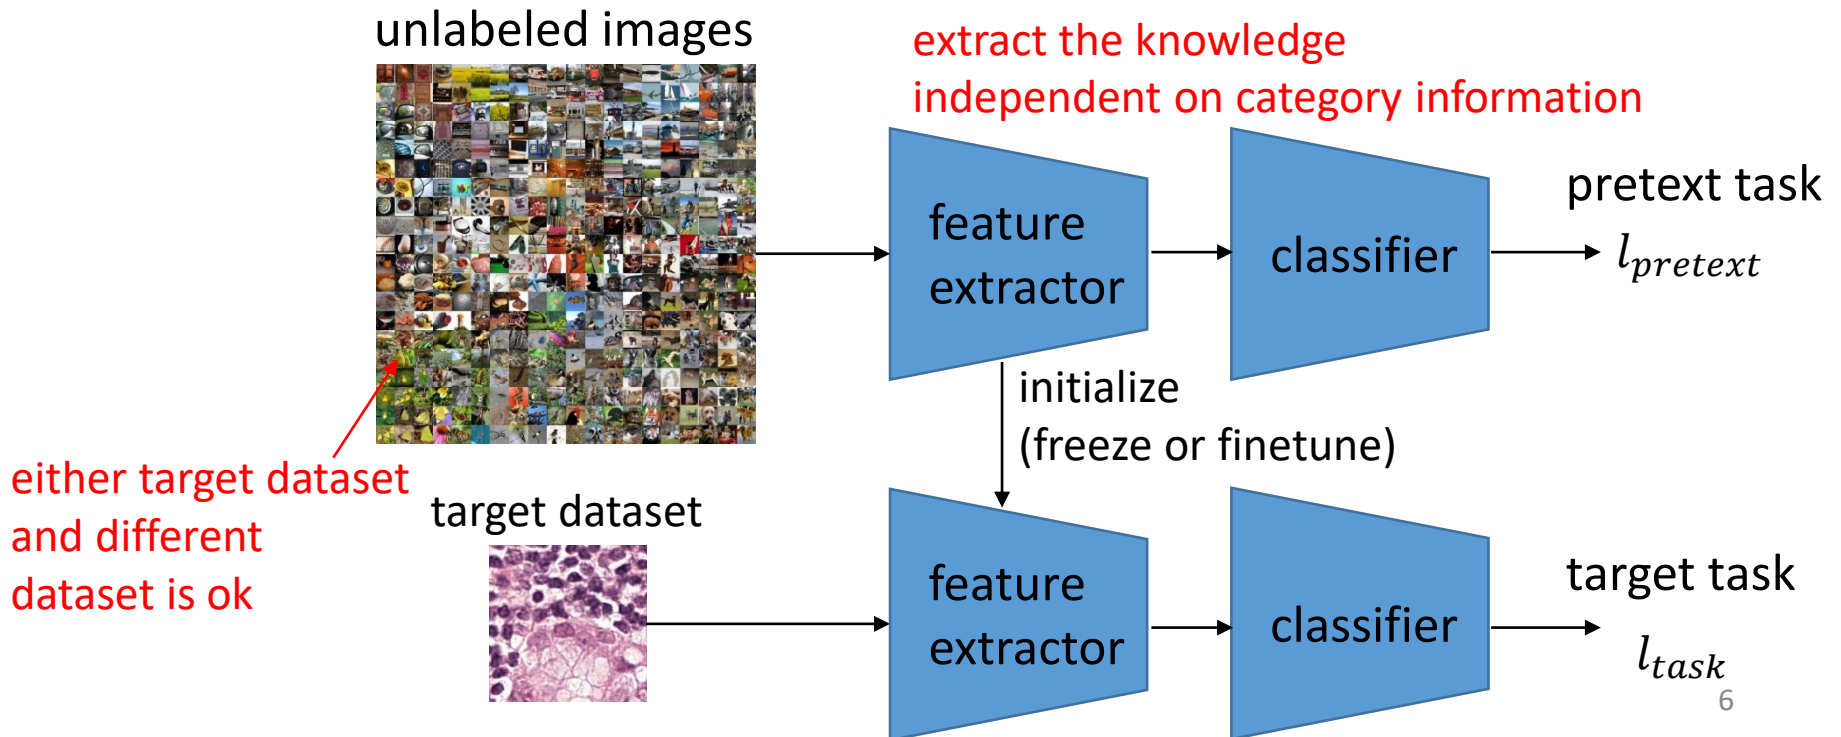 unlabeled images
extract the knowledge
independent on category information
feature
extractor
classifier
pretext task
l_pretext
initialize
(freeze or finetune)
either target dataset
and different
dataset is ok
target dataset
feature
extractor
classifier
target task
l_task
6